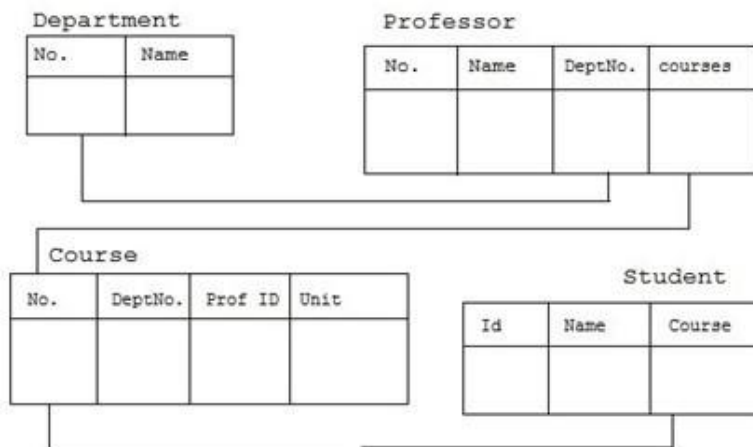 Department
No. Name
Professor
No. Name DeptNo. courses
Course
No. DeptNo. Prof ID Unit
Student
Id Name Course